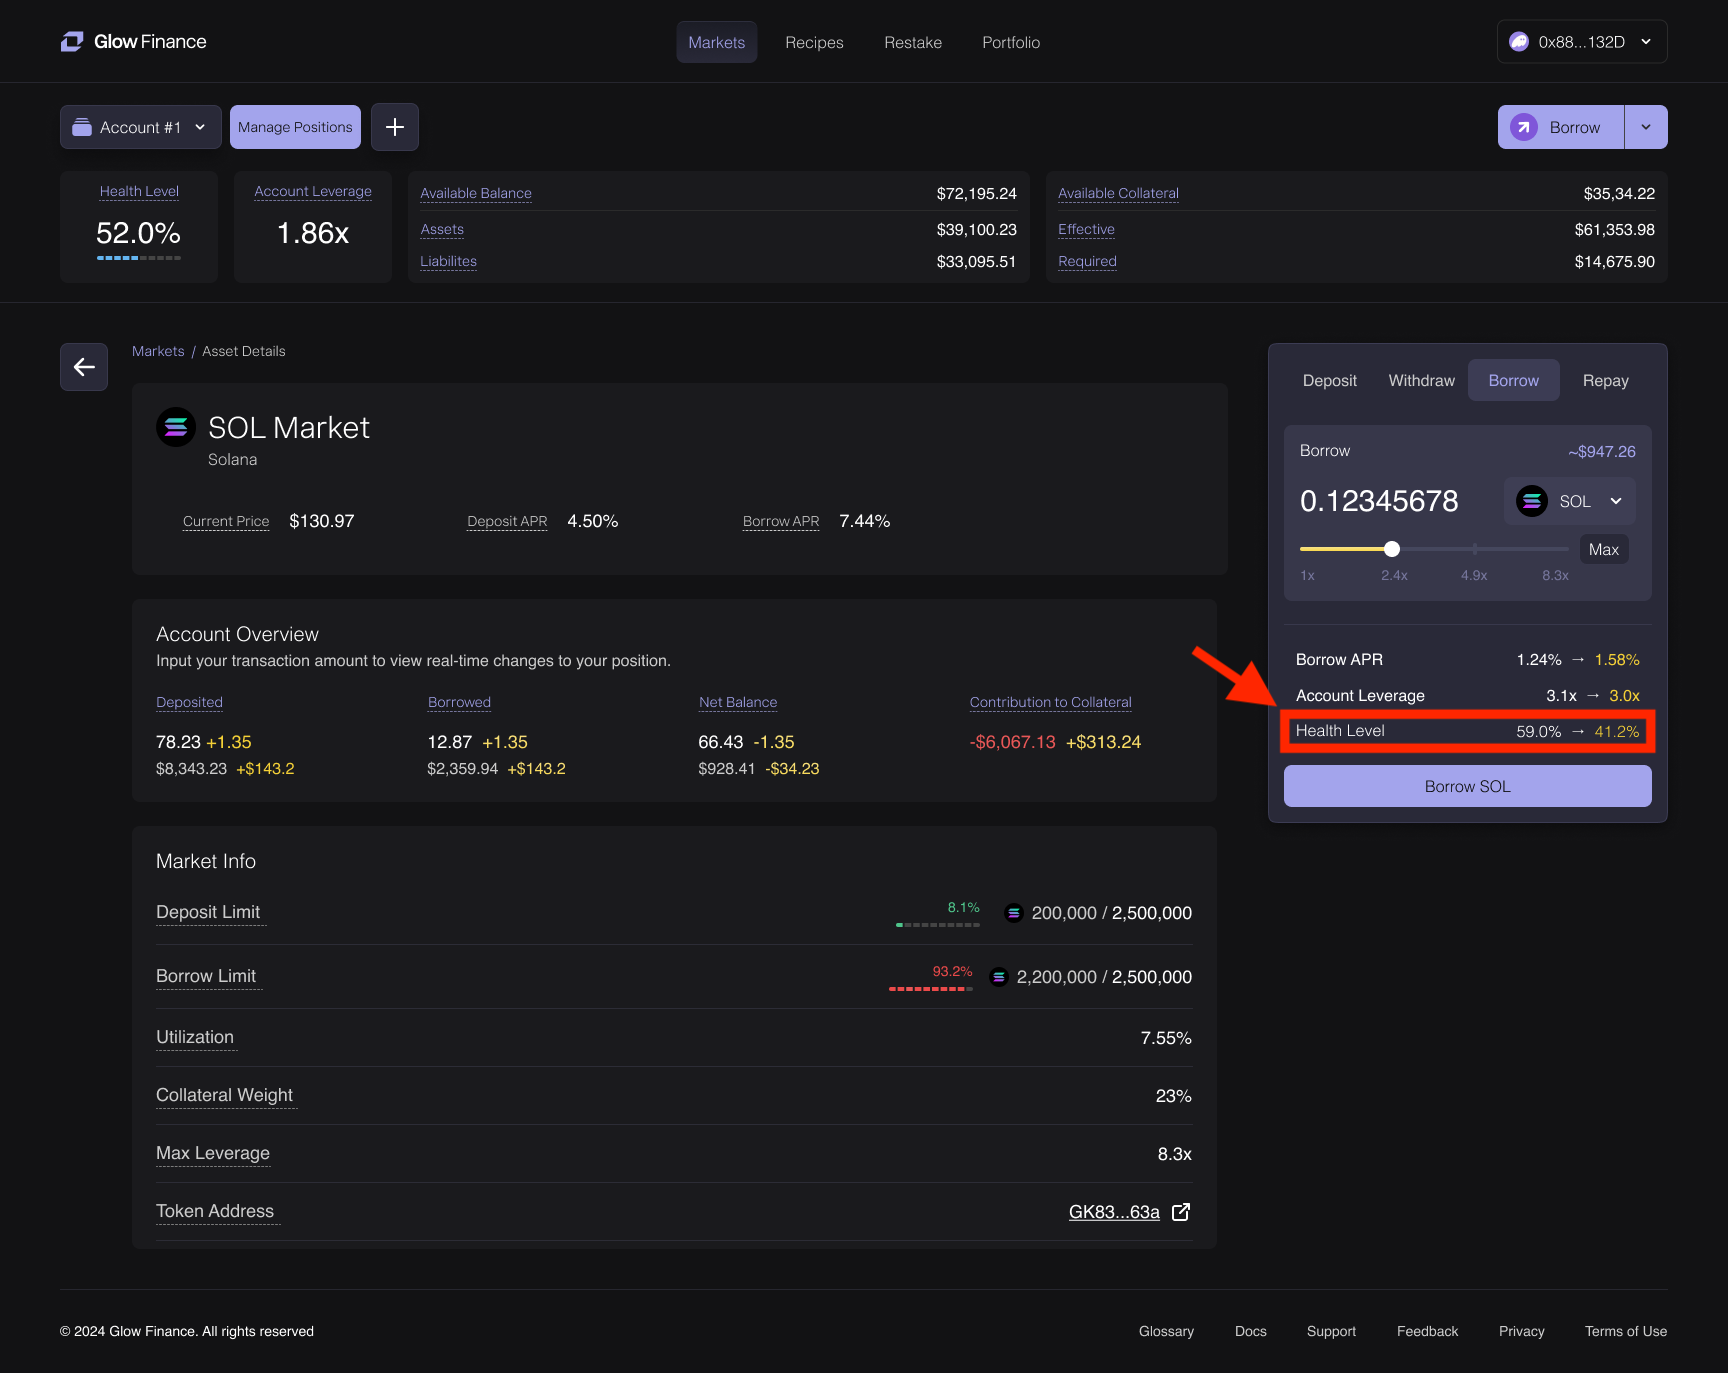 Glow Finance
Markets Recipes Restake Portfolio
0x88...132D
Account #1
Manage Positions
Borrow
Health Level
52.0%
Account Leverage
1.86x
Available Balance $72,195.24
Assets $39,100.23
Liabilites $33,095.51
Available Collateral $35,34.22
Effective $61,353.98
Required $14,675.90
Markets / Asset Details
SOL Market
Solana
Current Price $130.97 Deposit APR 4.50% Borrow APR 7.44%
Account Overview
Input your transaction amount to view real-time changes to your position.
Deposited Borrowed Net Balance Contribution to Collateral
78.23 +1.35 12.87 +1.35 66.43 -1.35 -$6,067.13 +$313.24
$8,343.23 +$143.2 $2,359.94 +$143.2 $928.41 -$34.23
Market Info
Deposit Limit 8.1% 200,000 / 2,500,000
Borrow Limit 93.2% 2,200,000 / 2,500,000
Utilization 7.55%
Collateral Weight 23%
Max Leverage 8.3x
Token Address GK83...63a
Deposit Withdraw Borrow Repay
Borrow ~$947.26
0.12345678 SOL
Max
1x 2.4x 4.9x 8.3x
Borrow APR 1.24% → 1.58%
Account Leverage 3.1x → 3.0x
Health Level 59.0% → 41.2%
Borrow SOL
© 2024 Glow Finance. All rights reserved
Glossary Docs Support Feedback Privacy Terms of Use